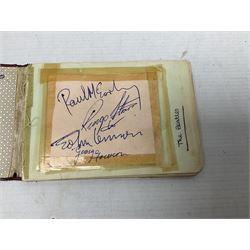 Paul McCartney
Ringo Starr
John Lennon
George Harrison
The Beatles